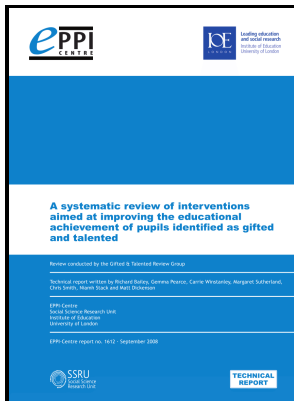 ePPI
CENTRE
IOE
LONDON
Leading education
and social research
Institute of Education
University of London
A systematic review of interventions
aimed at improving the educational
achievement of pupils identified as gifted
and talented
Review conducted by the Gifted & Talented Review Group
Technical report written by Richard Bailey, Gemma Pearce, Carrie Winstanley, Margaret Sutherland,
Chris Smith, Niamh Stack and Matt Dickenson
EPPI-Centre
Social Science Research Unit
Institute of Education
University of London
EPPI-Centre report no. 1612 · September 2008
SSRU
Social Science
Research Unit
TECHNICAL
REPORT